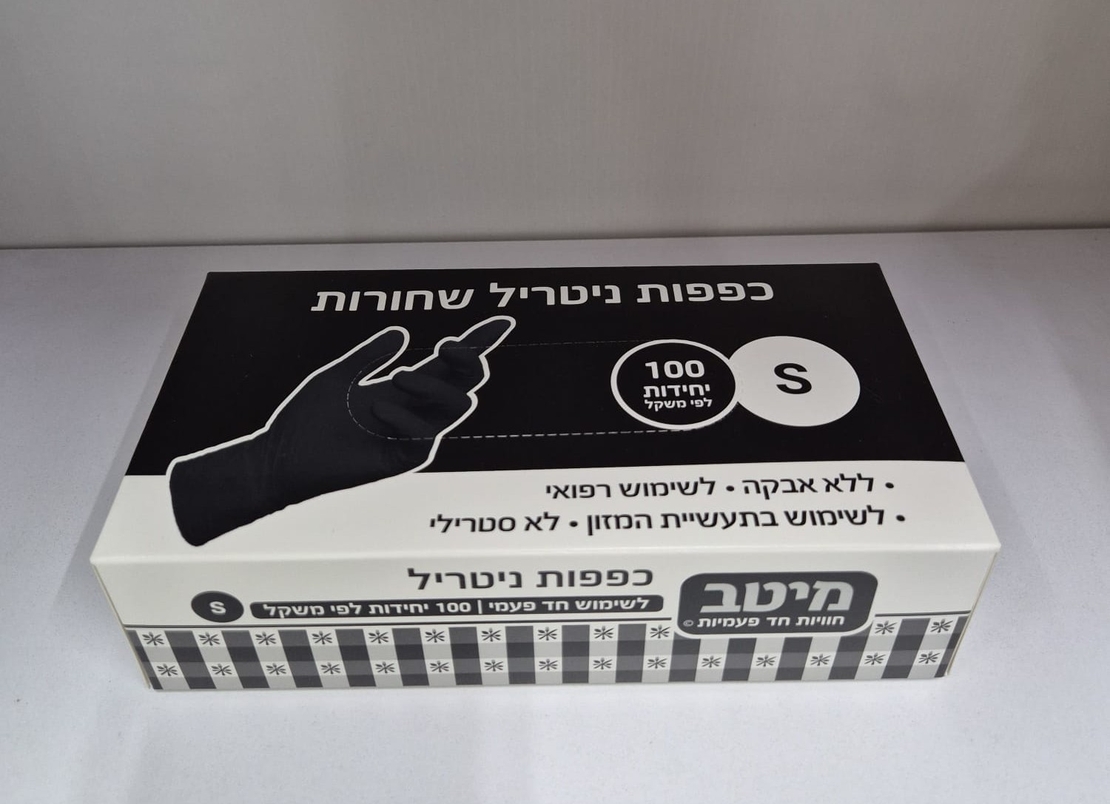 כפפות ניטריל שחורות
S
100
יחידות
לפי משקל
• ללא אבקה • לשימוש רפואי
• לשימוש בתעשיית המזון • לא סטרילי
מיטב
חוויות חד פעמיות ©
כפפות ניטריל
לשימוש חד פעמי | 100 יחידות לפי משקל
S